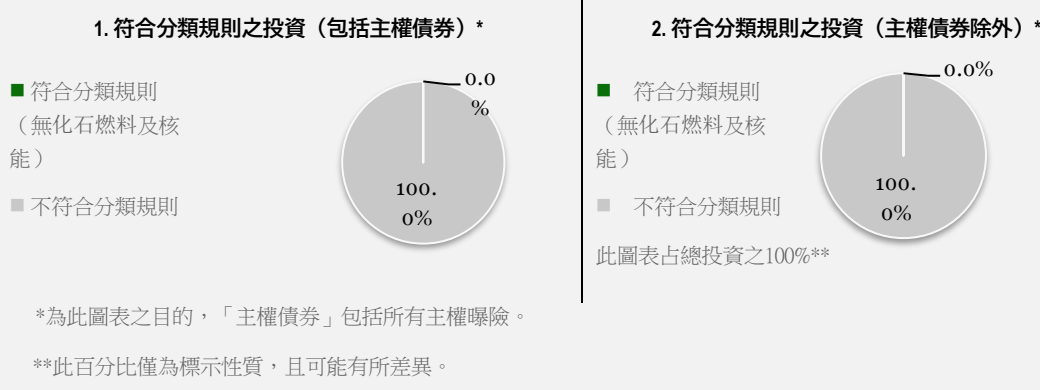 1. 符合分類規則之投資（包括主權債券）*
符合分類規則
（無化石燃料及核
能）
不符合分類規則
0.0
%
100.
0%
2. 符合分類規則之投資（主權債券除外）*
符合分類規則
（無化石燃料及核
能）
不符合分類規則
0.0%
100.
0%
此圖表占總投資之100%**
*為此圖表之目的，「主權債券」包括所有主權曝險。
**此百分比僅為標示性質，且可能有所差異。